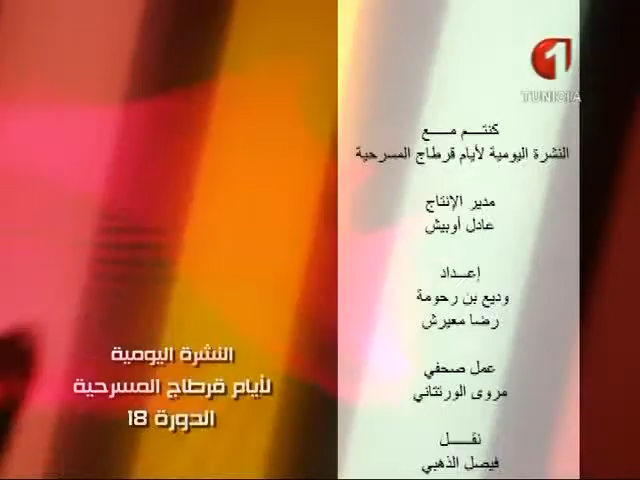 1
TUNISIA
كنتم مع
النشرة اليومية لأيام قرطاج المسرحية
مدير الإنتاج
عادل أوبيش
إعداد
وديع بن رحومة
رضا معيرش
عمل صحفي
مروى الورتتاني
نقل
فيصل الذهبي
النشرة اليومية
لأيام قرطاج المسرحية
الدورة 18